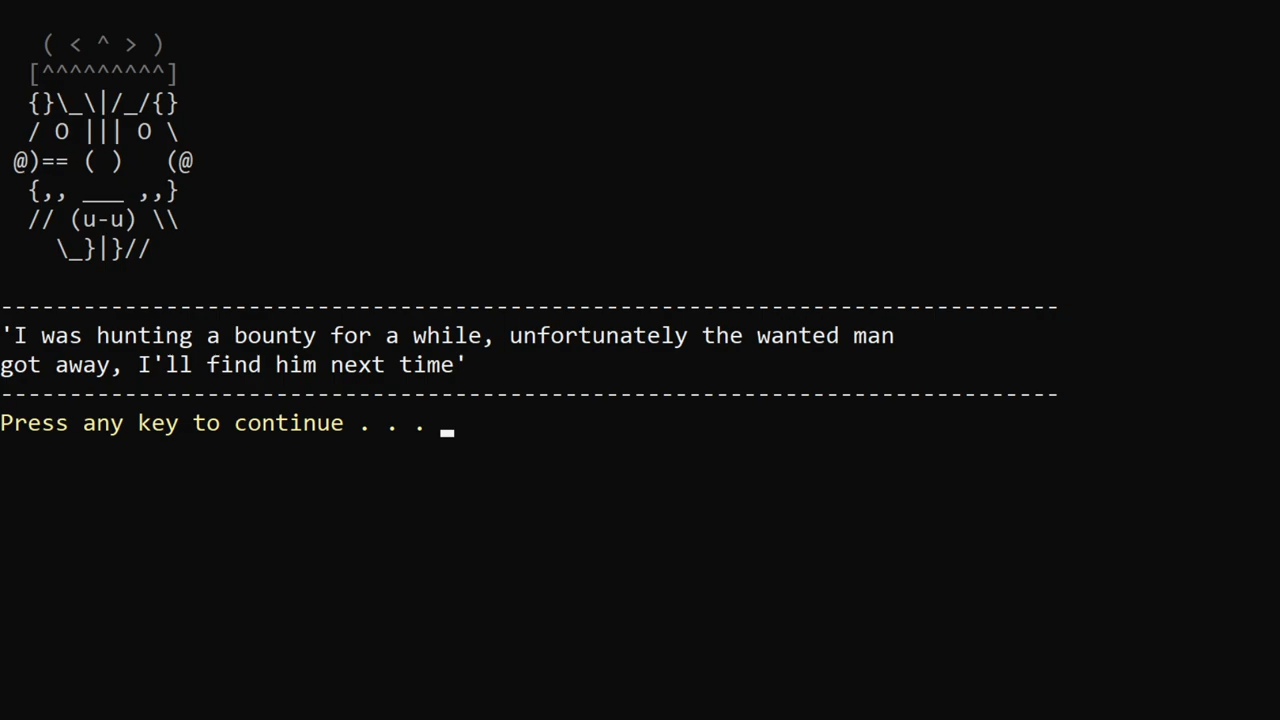 ( < ^ > )
[^^^^^^^^^]
{}\_\|/_/{}
/ O ||| O \
@)== ( )   (@
{,, ___ ,,}
// (u-u) \\
\_}|}//
-----------------------------------------------------------------------------
'I was hunting a bounty for a while, unfortunately the wanted man
got away, I'll find him next time'
-----------------------------------------------------------------------------
Press any key to continue . . .